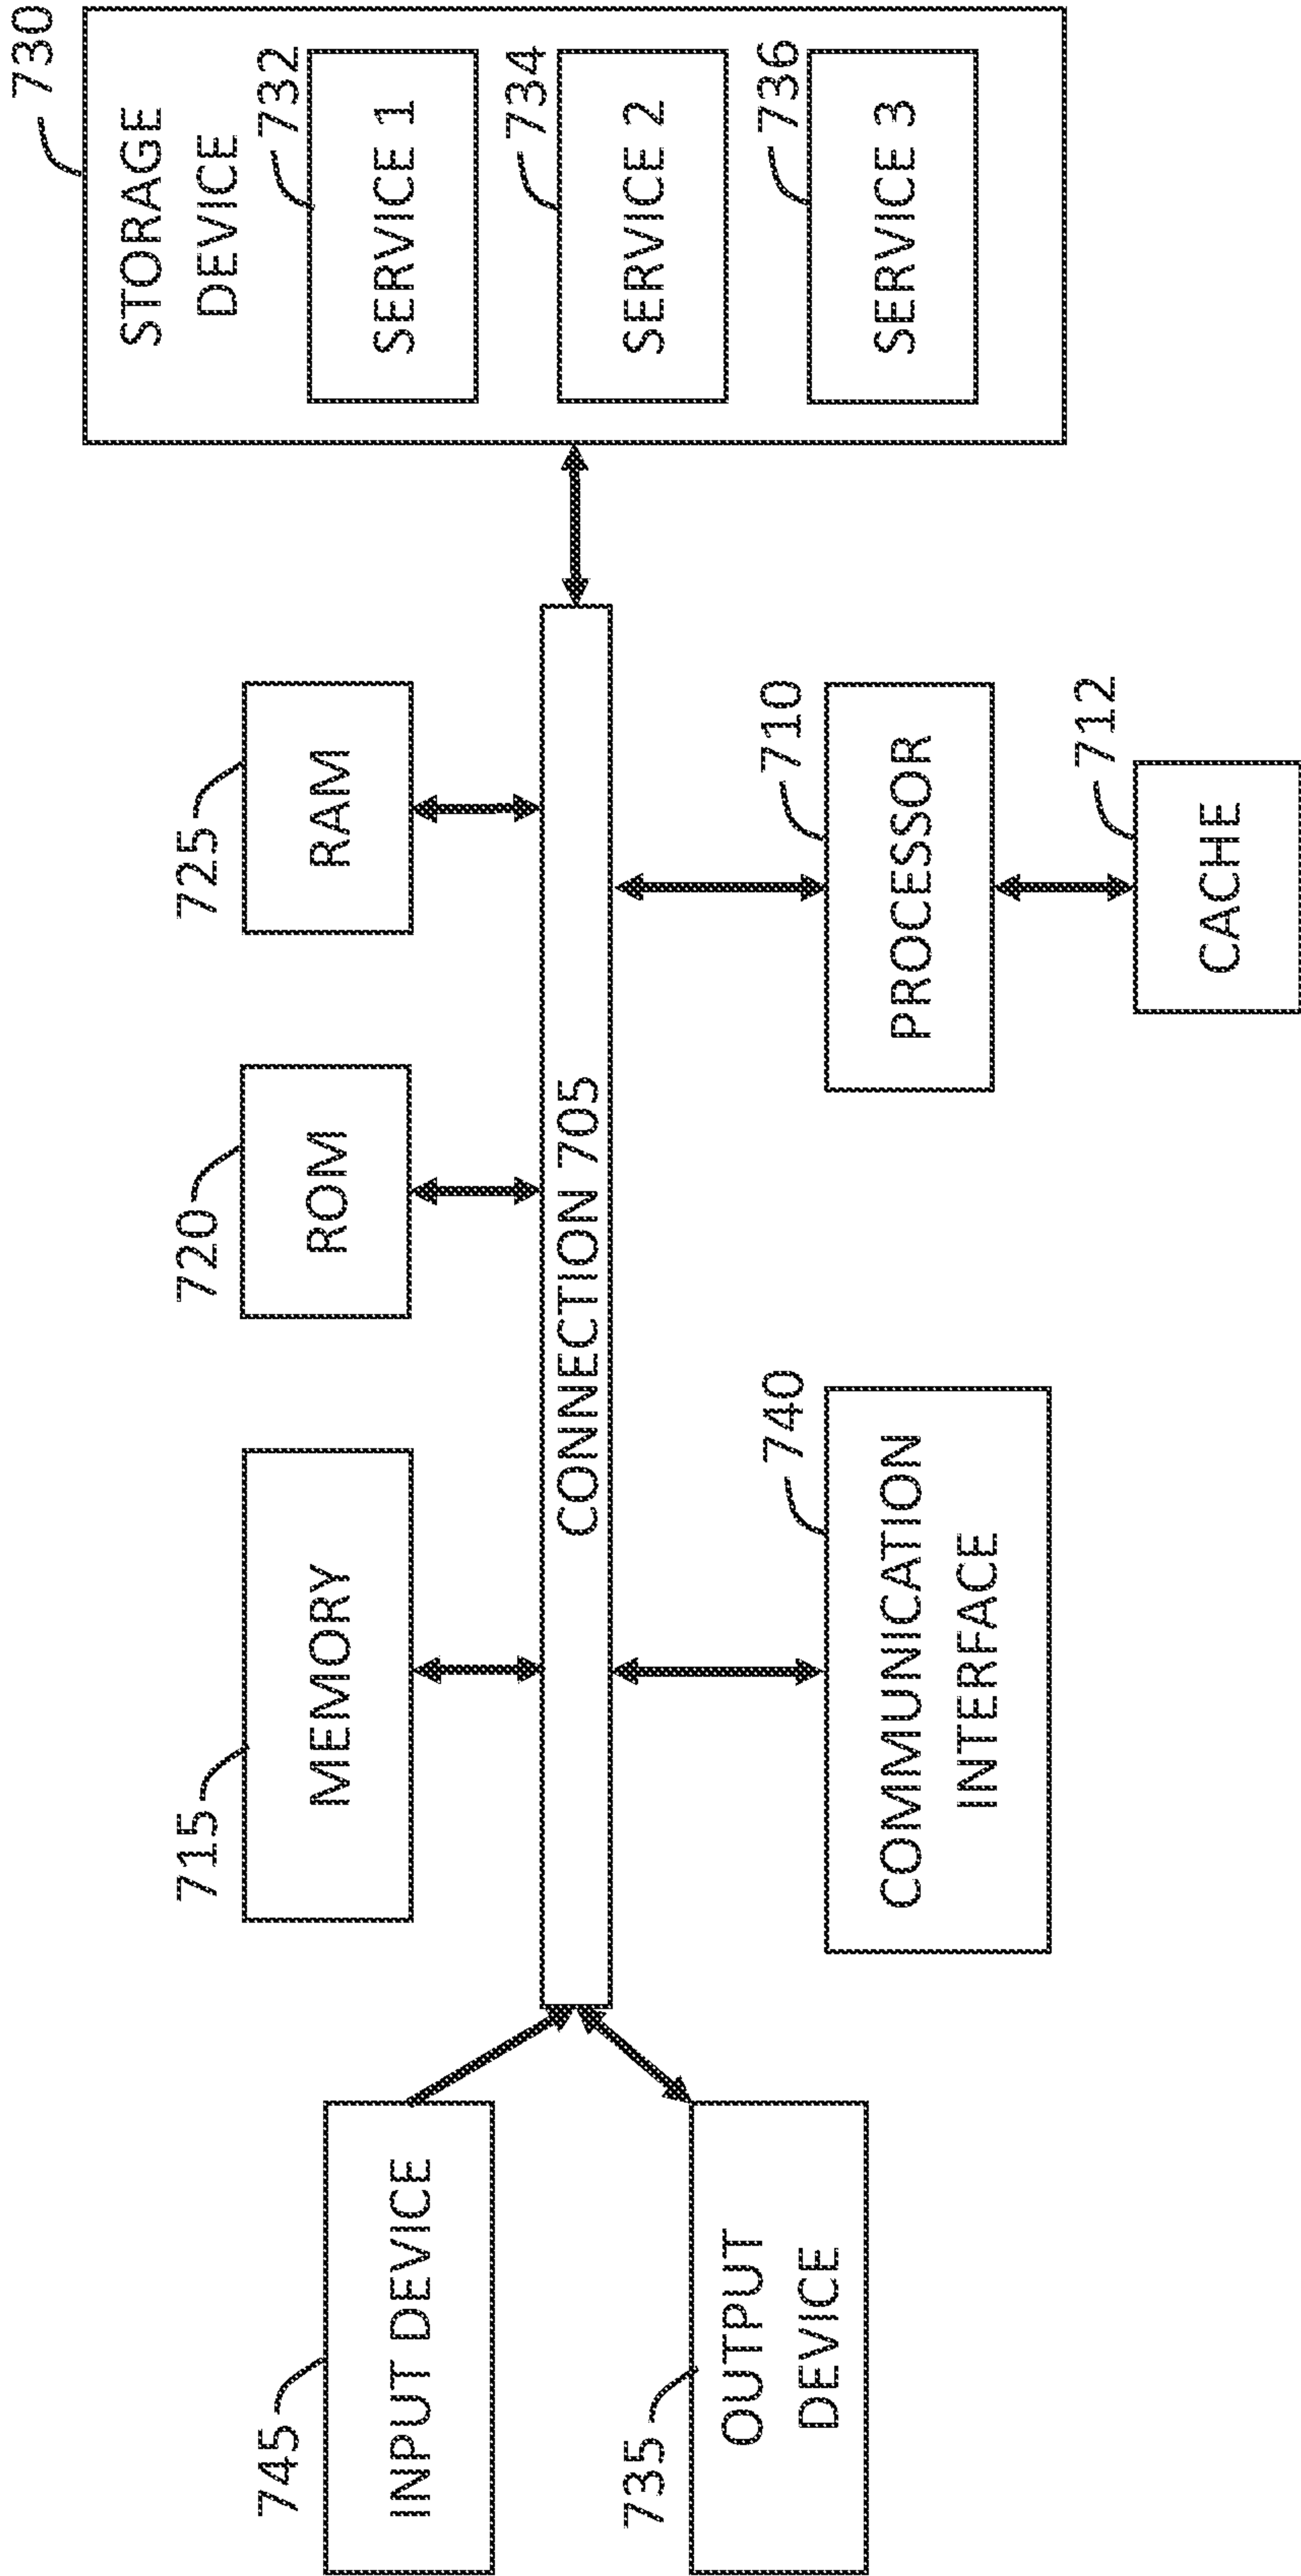 730
STORAGE
DEVICE
732
SERVICE 1
734
SERVICE 2
736
SERVICE 3
725
RAM
720
ROM
715
MEMORY
CONNECTION 705
745
INPUT DEVICE
735
OUTPUT
DEVICE
740
COMMUNICATION
INTERFACE
710
PROCESSOR
712
CACHE